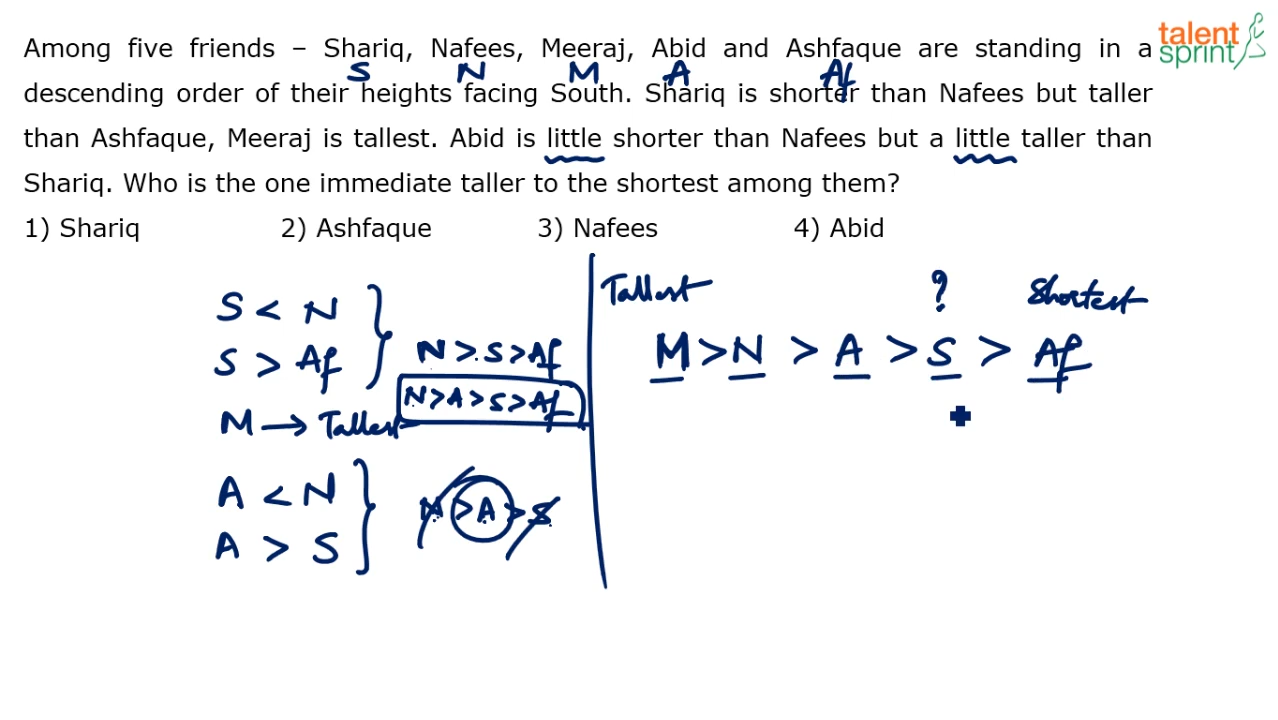 talent
sprint
Among five friends – Shariq, Nafees, Meeraj, Abid and Ashfaque are standing in a
S N M A Af
descending order of their heights facing South. Shariq is shorter than Nafees but taller
than Ashfaque, Meeraj is tallest. Abid is little shorter than Nafees but a little taller than
Shariq. Who is the one immediate taller to the shortest among them?
1) Shariq 2) Ashfaque 3) Nafees 4) Abid
S < N
S > Af
N > S > Af
N > A > S > Af
M → Tallest
A < N
A > S
N > A > S
Tallest ? Shortest
M > N > A > S > Af